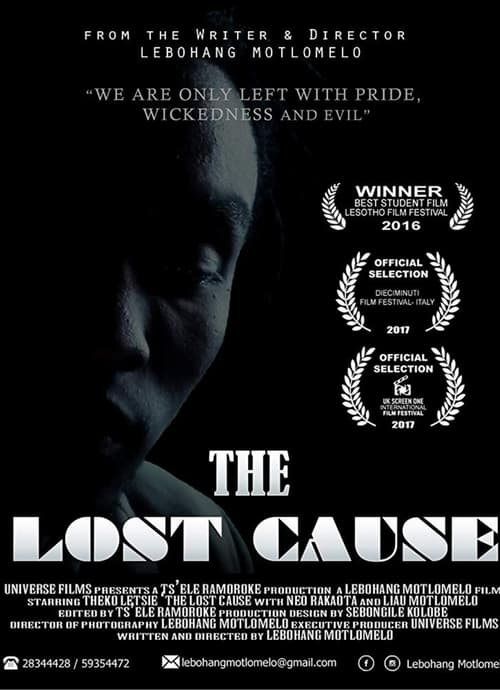 FROM THE WRITER & DIRECTOR
LEBOHANG MOTLOMELO
"WE ARE ONLY LEFT WITH PRIDE,
WICKEDNESS AND EVIL"
WINNER
BEST STUDENT FILM
LESOTHO FILM FESTIVAL
2016
OFFICIAL
SELECTION
DIECIMINUTI
FILM FESTIVAL- ITALY
2017
OFFICIAL
SELECTION
UK SCREEN ONE
INTERNATIONAL
FILM FESTIVAL
2017
THE
LOST CAUSE
UNIVERSE FILMS PRESENTS A TS'ELE RAMOROKE PRODUCTION A LEBOHANG MOTLOMELO FILM
STARRING THEKO LETSIE 'THE LOST CAUSE WITH NEO RAKAOTA AND LIAU MOTLOMELO
EDITED BY TS' ELE RAMOROKE PRODUCTION DESIGN BY SEBONGILE KOLOBE
DIRECTOR OF PHOTOGRAPHY LEBOHANG MOTLOMELO EXECUTIVE PRODUCER UNIVERSE FILMS
WRITTEN AND DIRECTED BY LEBOHANG MOTLOMELO
28344428 / 59354472 lebohangmotlomelo@gmail.com Lebohang Motlomelo